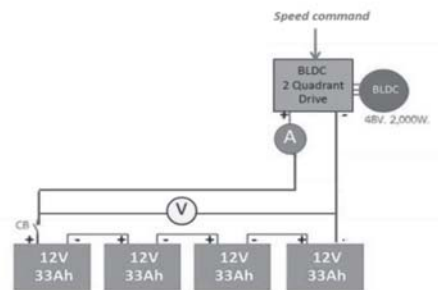 Speed command
BLDC
2 Quadrant
Drive
BLDC
+ -
48V. 2,000W.
A
V
CB
+ - + - + - + -
12V 12V 12V 12V
33Ah 33Ah 33Ah 33Ah